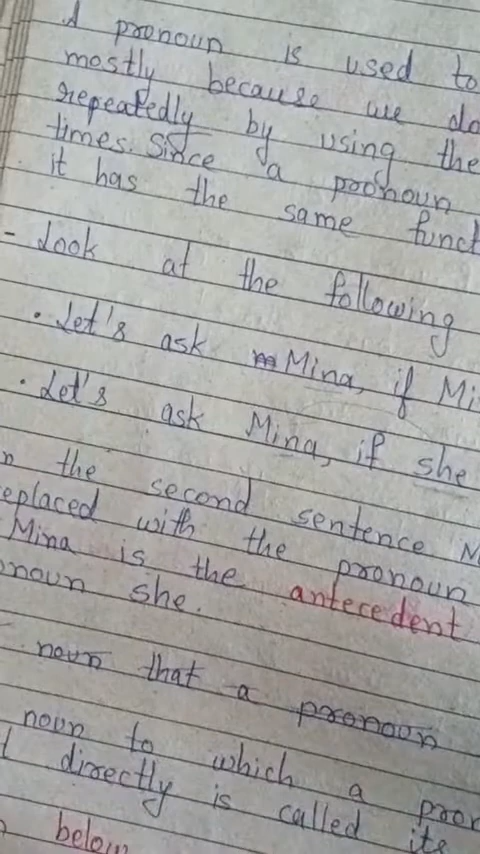 A pronoun is used to
mostly because we do
repeatedly by using the
times. Since a pronoun
it has the same funct
- Look at the following
• Let's ask Mina, if Mi
• Let's ask Mina, if she
n the second sentence
eplaced with the pronoun
Mina is the antecedent
onoun she.
noun that a pronoun
noun to which a pron
directly is called its
below